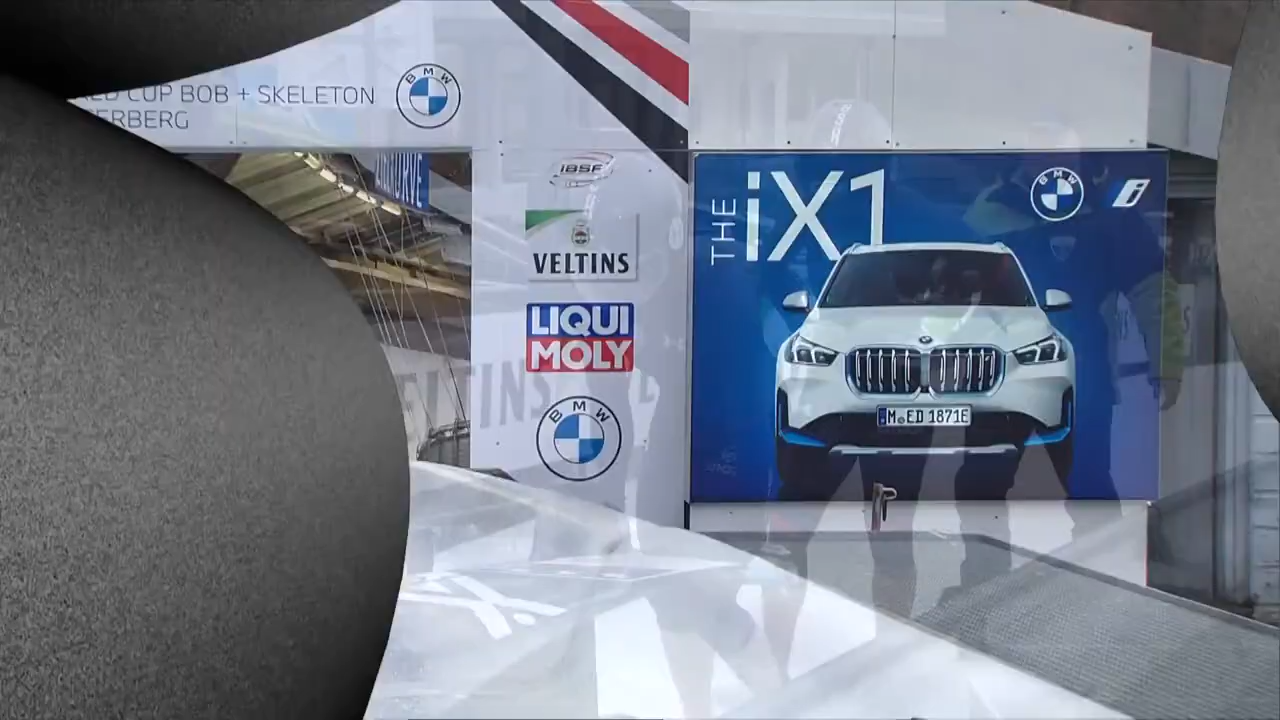 CUP BOB + SKELETON
BMW
ERBERG
IBSF
VELTINS
LIQUI
MOLY
BMW
THE iX1
BMW
i
M ED 1871E